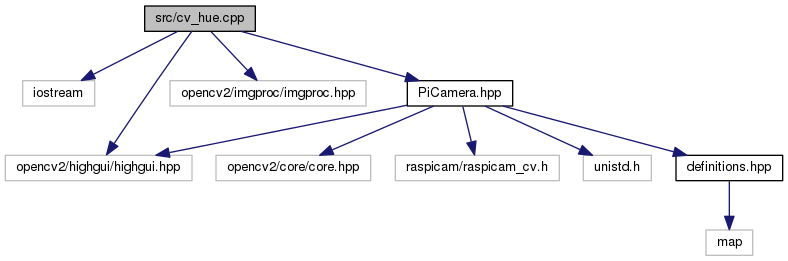 src/cv_hue.cpp
iostream
opencv2/imgproc/imgproc.hpp
PiCamera.hpp
opencv2/highgui/highgui.hpp
opencv2/core/core.hpp
raspicam/raspicam_cv.h
unistd.h
definitions.hpp
map